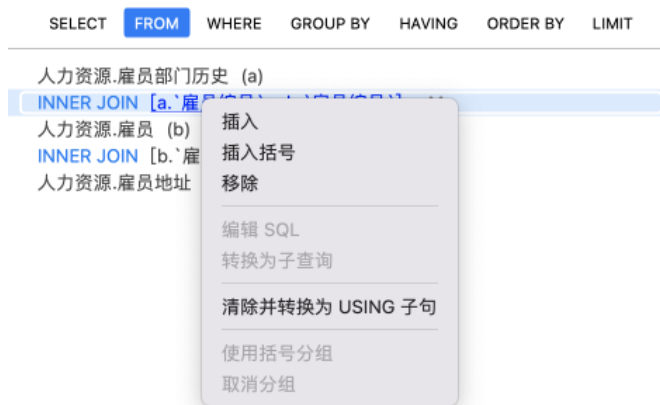 SELECT FROM WHERE GROUP BY HAVING ORDER BY LIMIT
人力资源.雇员部门历史 (a)
INNER JOIN [a.`雇
人力资源.雇员 (b)
INNER JOIN [b.`雇
人力资源.雇员地址
插入
插入括号
移除
编辑 SQL
转换为子查询
清除并转换为 USING 子句
使用括号分组
取消分组